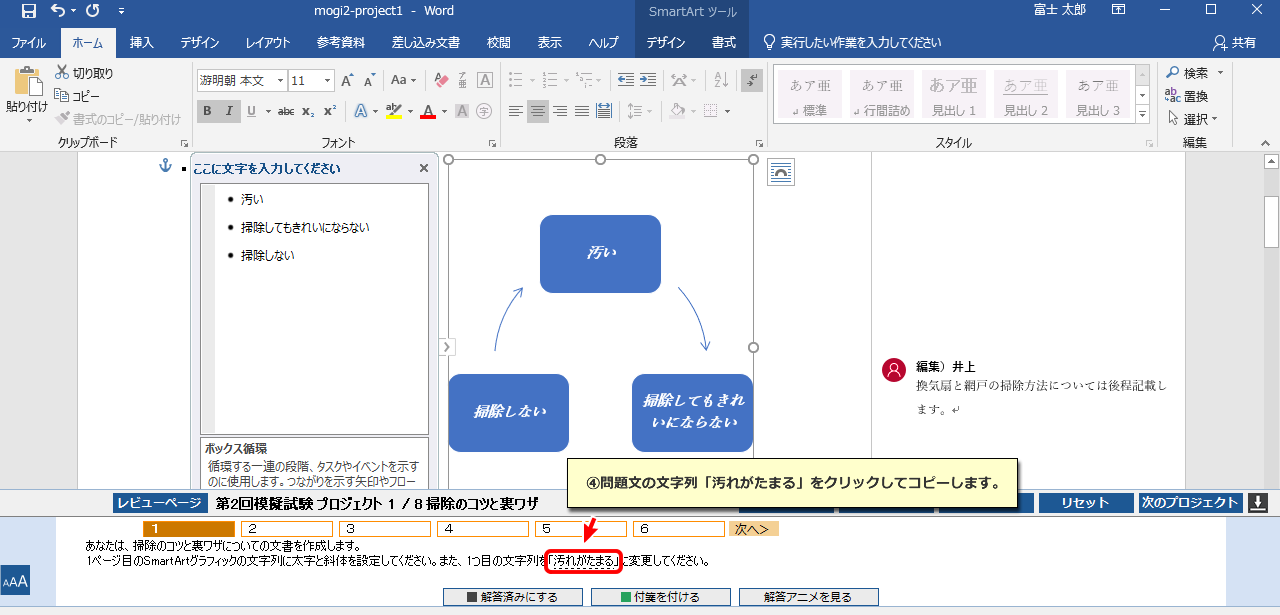 mogi2-project1 - Word
SmartArt ツール
富士 太郎
ファイル ホーム 挿入 デザイン レイアウト 参考資料 差し込み文書 校閲 表示 ヘルプ デザイン 書式 実行したい作業を入力してください 共有
貼り付け
切り取り
コピー
書式のコピー/貼り付け
クリップボード
游明朝 本文 11
B I U abc x₂ x²
フォント
段落
あア亜 あア亜 あア亜 あア亜 あア亜
↲標準 ↲行間詰め 見出し 1 見出し 2 見出し 3
スタイル
検索
置換
選択
編集
ここに文字を入力してください
汚い
掃除してもきれいにならない
掃除しない
ボックス循環
循環する一連の段階、タスクやイベントを示す
のに使用します。つながりを示す矢印やフロー
汚い
掃除しない
掃除してもきれ
いにならない
編集）井上
換気扇と網戸の掃除方法については後程記載し
ます。↲
④問題文の文字列「汚れがたまる」をクリックしてコピーします。
レビューページ 第2回模擬試験 プロジェクト 1 / 8 掃除のコツと裏ワザ リセット 次のプロジェクト
1 2 3 4 5 6 次へ>
あなたは、掃除のコツと裏ワザについての文書を作成します。
1ページ目のSmartArtグラフィックの文字列に太字と斜体を設定してください。また、1つ目の文字列を「汚れがたまる」に変更してください。
AAA
解答済みにする 付箋を付ける 解答アニメを見る